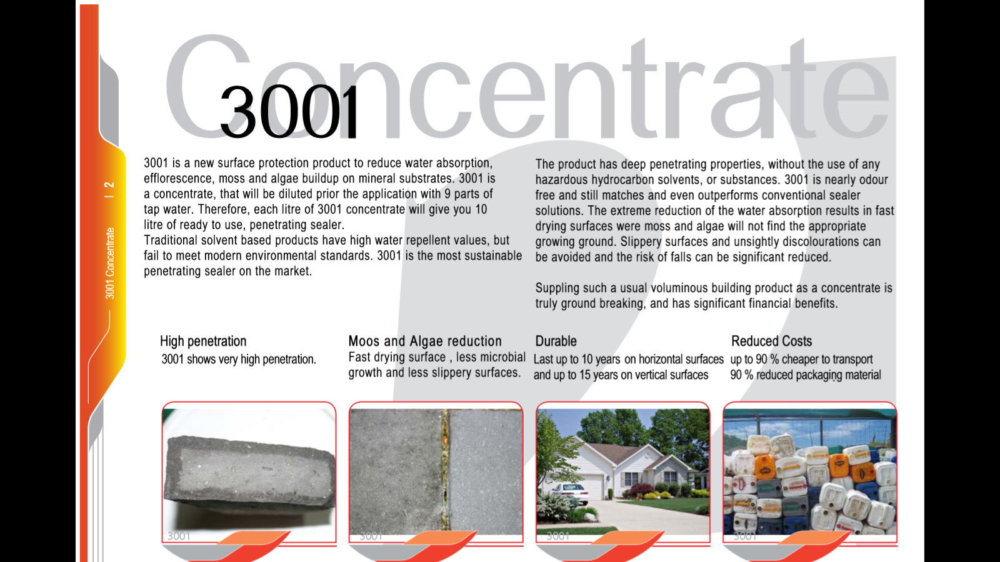 Concentrate
3001
3001 is a new surface protection product to reduce water absorption,
efflorescence, moss and algae buildup on mineral substrates. 3001 is
a concentrate, that will be diluted prior the application with 9 parts of
tap water. Therefore, each litre of 3001 concentrate will give you 10
litre of ready to use, penetrating sealer.
Traditional solvent based products have high water repellent values, but
fail to meet modern environmental standards. 3001 is the most sustainable
penetrating sealer on the market.
The product has deep penetrating properties, without the use of any
hazardous hydrocarbon solvents, or substances. 3001 is nearly odour
free and still matches and even outperforms conventional sealer
solutions. The extreme reduction of the water absorption results in fast
drying surfaces were moss and algae will not find the appropriate
growing ground. Slippery surfaces and unsightly discolourations can
be avoided and the risk of falls can be significant reduced.
Suppling such a usual voluminous building product as a concentrate is
truly ground breaking, and has significant financial benefits.
High penetration
3001 shows very high penetration.
Moos and Algae reduction
Fast drying surface , less microbial
growth and less slippery surfaces.
Durable
Last up to 10 years on horizontal surfaces
and up to 15 years on vertical surfaces
Reduced Costs
up to 90 % cheaper to transport
90 % reduced packaging material
3001
3001
3001
3001
3001 Concentrate | 2